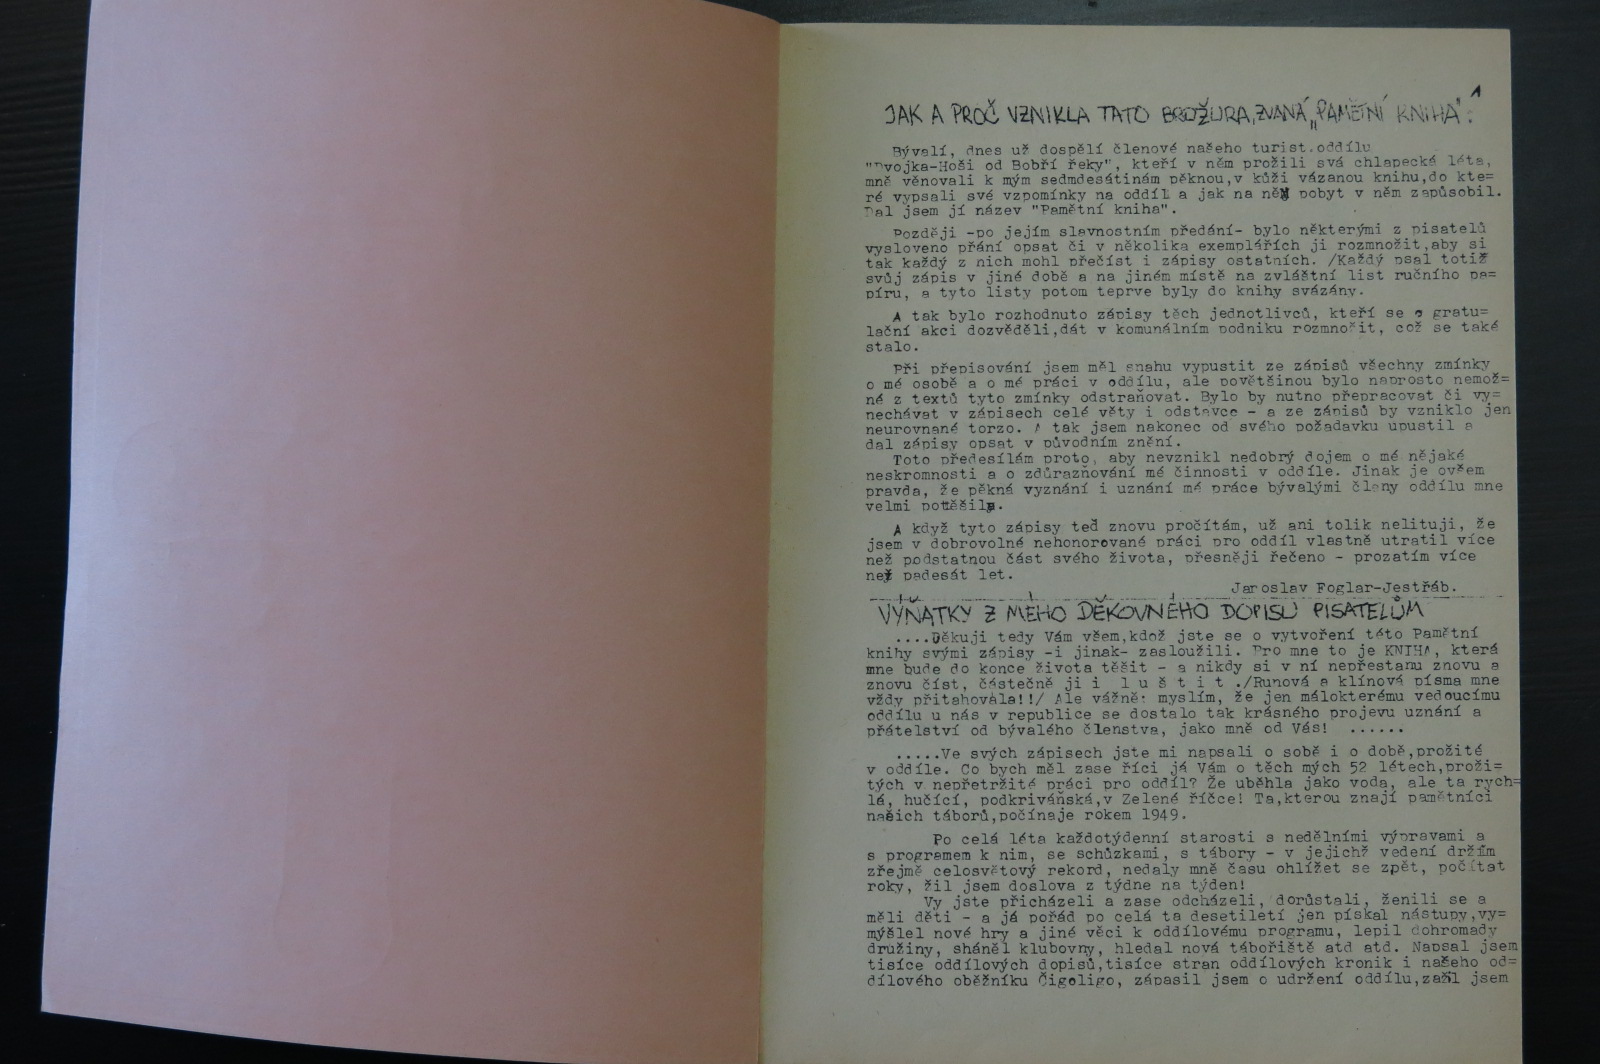 1
JAK A PROČ VZNIKLA TATO BROŽURA, ZVANÁ „PAMĚTNÍ KNIHA".
Bývalí, dnes už dospělí členové našeho turist.oddílu
"Dvojka-Hoši od Bobří řeky", kteří v něm prožili svá chlapecká léta,
mně věnovali k mým sedmdesátinám pěknou,v kůži vázanou knihu,do kte=
ré vypsali své vzpomínky na oddíl a jak na něj pobyt v něm zapůsobil.
Dal jsem jí název "Pamětní kniha".
Později -po jejím slavnostním předání- bylo některými z pisatelů
vysloveno přání opsat či v několika exemplářích ji rozmnožit,aby si
tak každý z nich mohl přečíst i zápisy ostatních. /Každý psal totiž
svůj zápis v jiné době a na jiném místě na zvláštní list ručního pa=
píru, a tyto listy potom teprve byly do knihy svázány.
A tak bylo rozhodnuto zápisy těch jednotlivců, kteří se o gratu=
lační akci dozvěděli,dát v komunálním podniku rozmnožit, což se také
stalo.
Při přepisování jsem měl snahu vypustit ze zápisů všechny zmínky
o mé osobě a o mé práci v oddílu, ale povětšinou bylo naprosto nemož=
né z textů tyto zmínky odstraňovat. Bylo by nutno přepracovat či vy=
nechávat v zápisech celé věty i odstavce - a ze zápisů by vzniklo jen
neurovnané torzo. A tak jsem nakonec od svého požadavku upustil a
dal zápisy opsat v původním znění.
Toto předesílám proto, aby nevznikl nedobrý dojem o mé nějaké
neskromnosti a o zdůrazňování mé činnosti v oddíle. Jinak je ovšem
pravda, že pěkná vyznání i uznání mé práce bývalými členy oddílu mne
velmi potěšila.
A když tyto zápisy teď znovu pročítám, už ani tolik nelituji, že
jsem v dobrovolné nehonorované práci pro oddíl vlastně utratil více
než podstatnou část svého života, přesněji řečeno - prozatím více
než padesát let.
Jaroslav Foglar-Jestřáb.
VÝŇATKY Z MÉHO DĚKOVNÉHO DOPISU PISATELŮM
....Děkuji tedy Vám všem,kdož jste se o vytvoření této Pamětní
knihy svými zápisy -i jinak- zasloužili. Pro mne to je KNIHA, která
mne bude do konce života těšit - a nikdy si v ní nepřestanu znovu a
znovu číst, částečně ji i l u š t i t ./Runová a klínová písma mne
vždy přitahovala!!/ Ale vážně: myslím, že jen málokterému vedoucímu
oddílu u nás v republice se dostalo tak krásného projevu uznání a
přátelství od bývalého členstva, jako mně od Vás! ......
.....Ve svých zápisech jste mi napsali o sobě i o době,prožité
v oddíle. Co bych měl zase říci já Vám o těch mých 52 létech,proži=
tých v nepřetržité práci pro oddíl? Že uběhla jako voda, ale ta rych=
lá, hučící, podkriváňská,v Zelené říčce! Ta,kterou znají pamětníci
našich táborů,počínaje rokem 1949.
Po celá léta každotýdenní starosti s nedělními výpravami a
s programem k nim, se schůzkami, s tábory - v jejichž vedení držím
zřejmě celosvětový rekord, nedaly mně času ohlížet se zpět, počítat
roky, žil jsem doslova z týdne na týden!
Vy jste přicházeli a zase odcházeli, dorůstali, ženili se a
měli děti - a já pořád po celá ta desetiletí jen pískal nástupy,vy=
mýšlel nové hry a jiné věci k oddílovému programu, lepil dohromady
družiny, sháněl klubovny, hledal nová tábořiště atd atd. Napsal jsem
tisíce oddílových dopisů,tisíce stran oddílových kronik i našeho od=
dílového oběžníku Čigoligo, zápasil jsem o udržení oddílu,zažil jsem